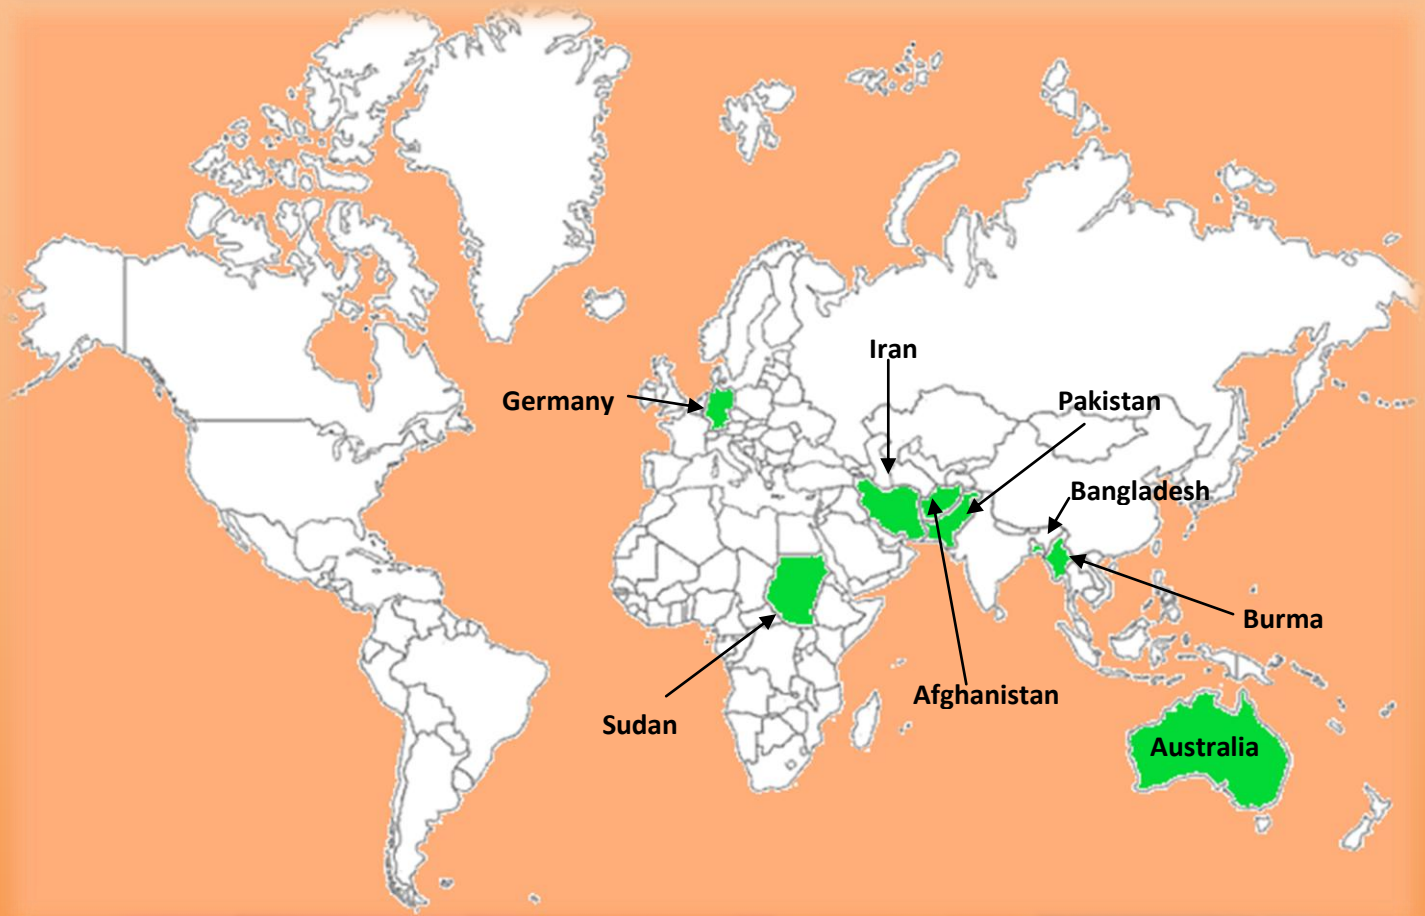 Iran
Germany
Pakistan
Bangladesh
Burma
Afghanistan
Sudan
Australia